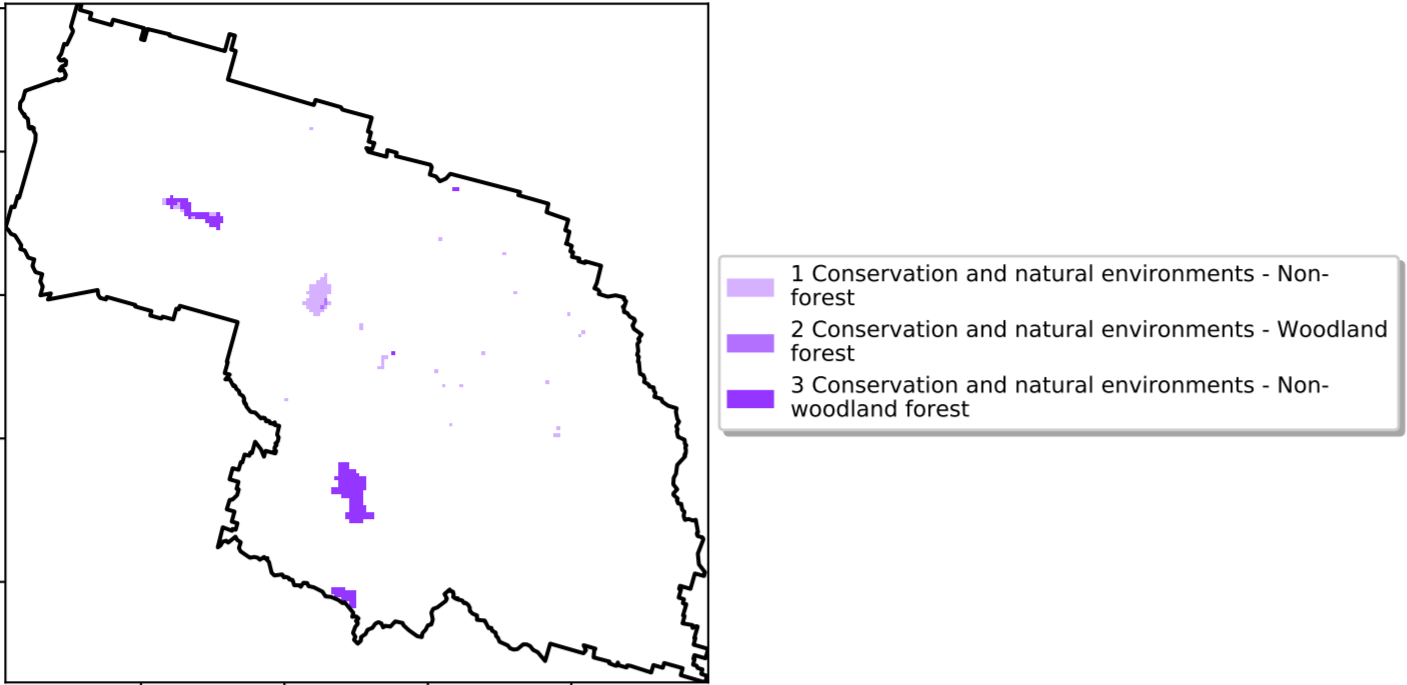 1 Conservation and natural environments - Non-
forest
2 Conservation and natural environments - Woodland
forest
3 Conservation and natural environments - Non-
woodland forest